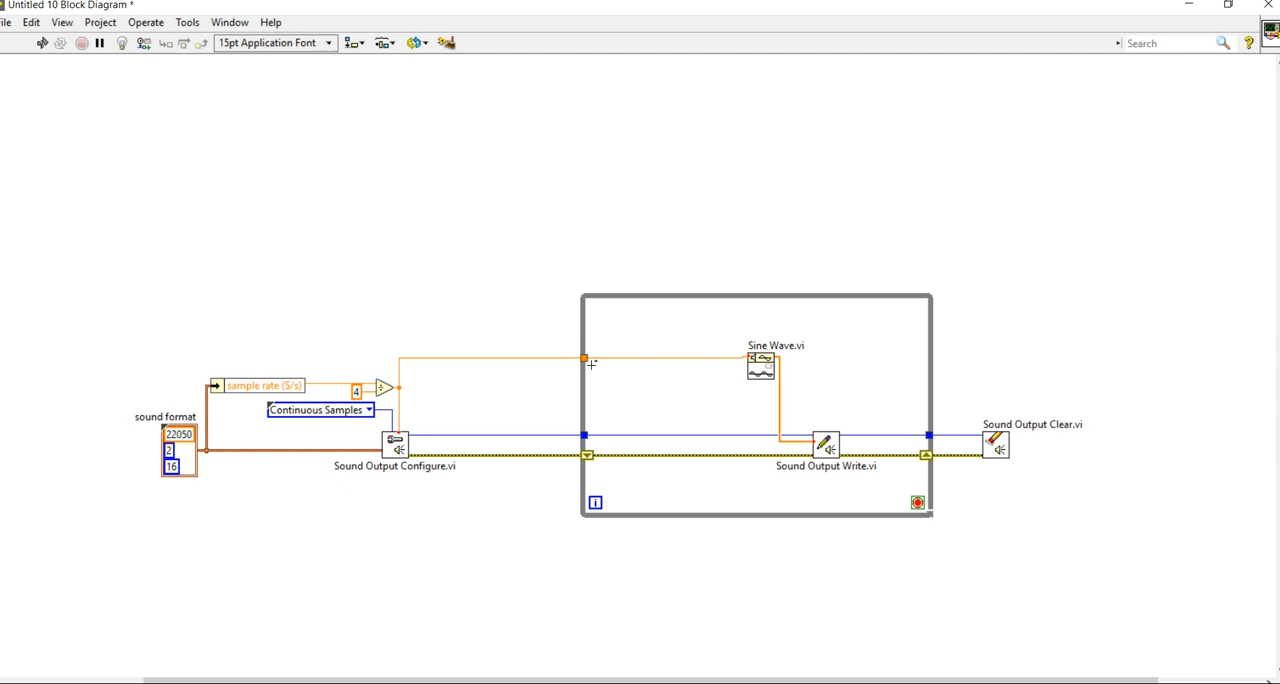 Untitled 10 Block Diagram *
ile Edit View Project Operate Tools Window Help
15pt Application Font Search ?
Sine Wave.vi
sample rate (S/s)
4
Continuous Samples
sound format
22050
2
16
Sound Output Configure.vi
Sound Output Write.vi
Sound Output Clear.vi
i